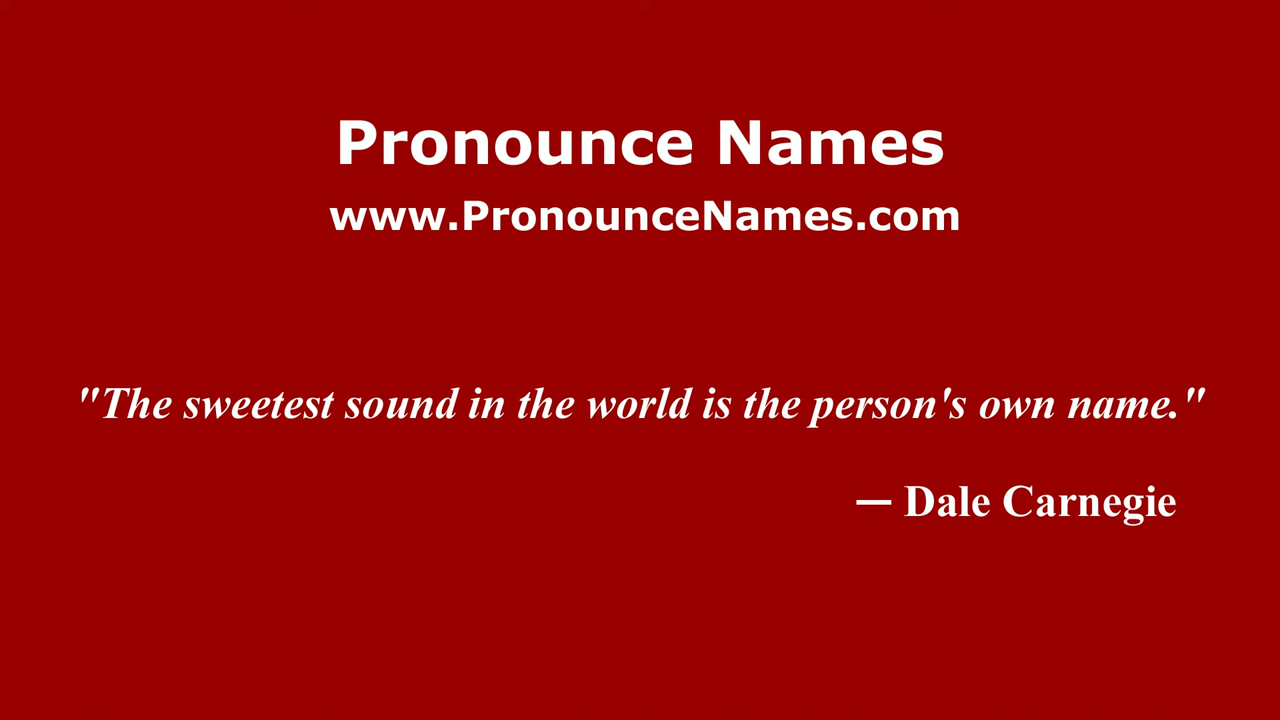 Pronounce Names
www.PronounceNames.com
"The sweetest sound in the world is the person's own name."
— Dale Carnegie